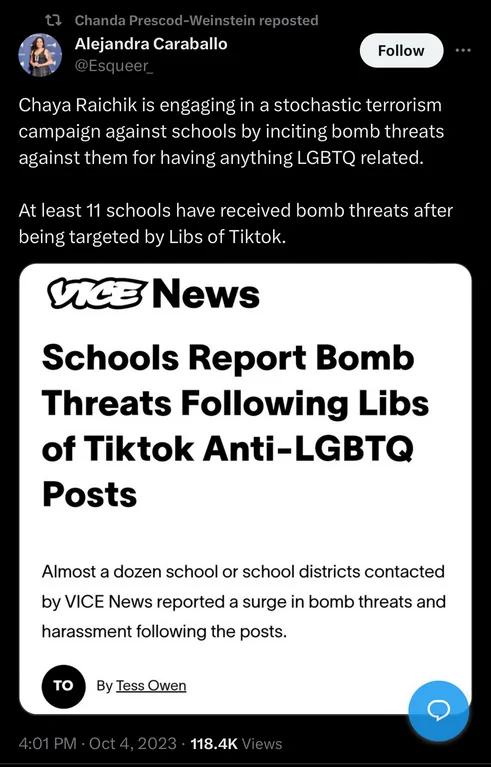 Chanda Prescod-Weinstein reposted
Alejandra Caraballo
Follow
@Esqueer_
Chaya Raichik is engaging in a stochastic terrorism
campaign against schools by inciting bomb threats
against them for having anything LGBTQ related.
At least 11 schools have received bomb threats after
being targeted by Libs of Tiktok.
VICE News
Schools Report Bomb
Threats Following Libs
of Tiktok Anti-LGBTQ
Posts
Almost a dozen school or school districts contacted
by VICE News reported a surge in bomb threats and
harassment following the posts.
TO By Tess Owen
4:01 PM · Oct 4, 2023 · 118.4K Views